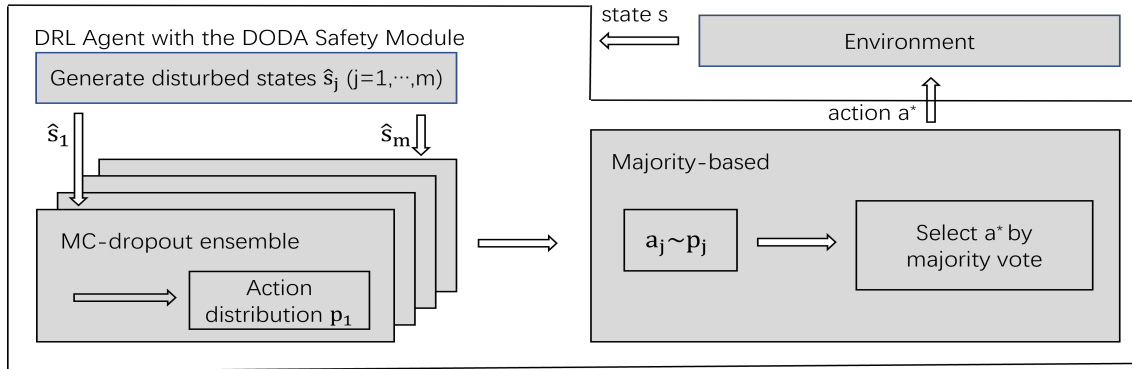 state s
DRL Agent with the DODA Safety Module
Environment
Generate disturbed states ŝⱼ (j=1,⋯,m)
action a*
ŝ₁
ŝₘ
Majority-based
MC-dropout ensemble
aⱼ~pⱼ
Select a* by
majority vote
Action
distribution p₁